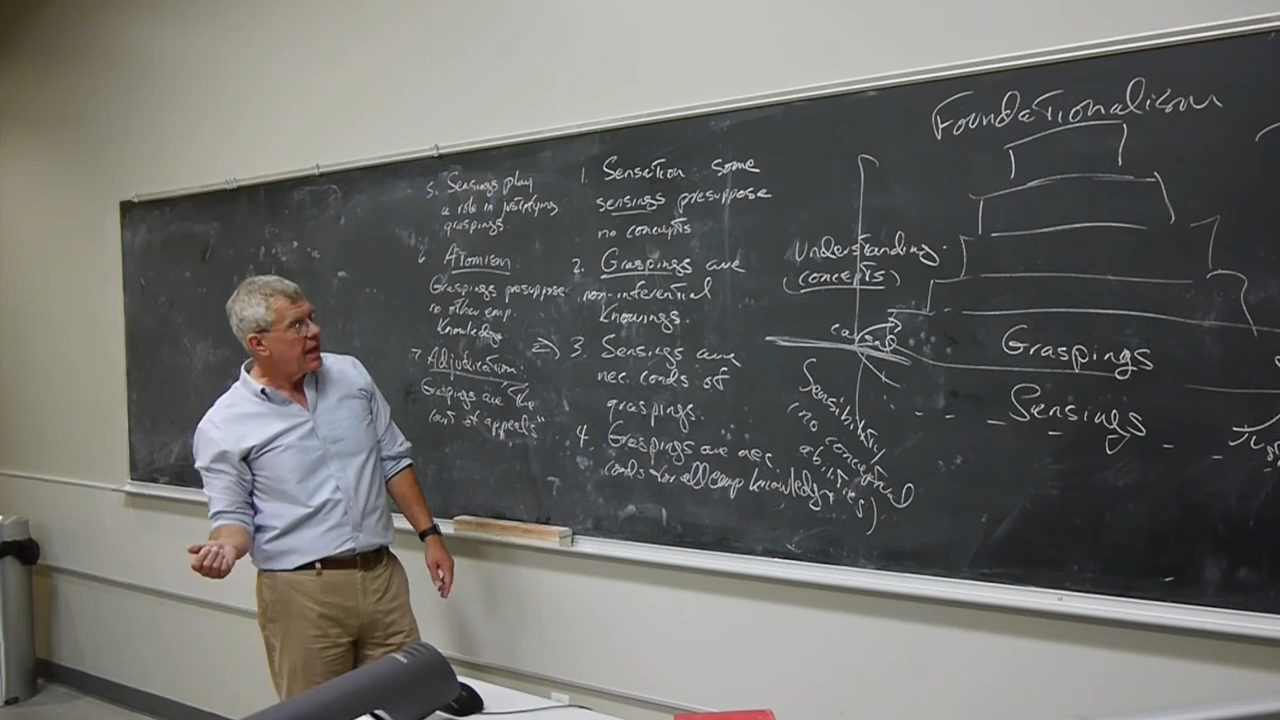 Foundationalism
1. Sensation some
sensings presuppose
no concepts
2. Graspings are
non-inferential
knowings.
3. Sensings are
nec. conds of
graspings.
4. Graspings are nec.
conds for all emp knowledge
5. Sensings play
a role in justifying
graspings
6 Atomism
Graspings presuppose
no other emp.
knowledge
7 Adjudication.
Graspings are the
"court of appeals"
Understanding
(concepts)
causal
Sensibility
(no conceptual
abilities)
Graspings
Sensings